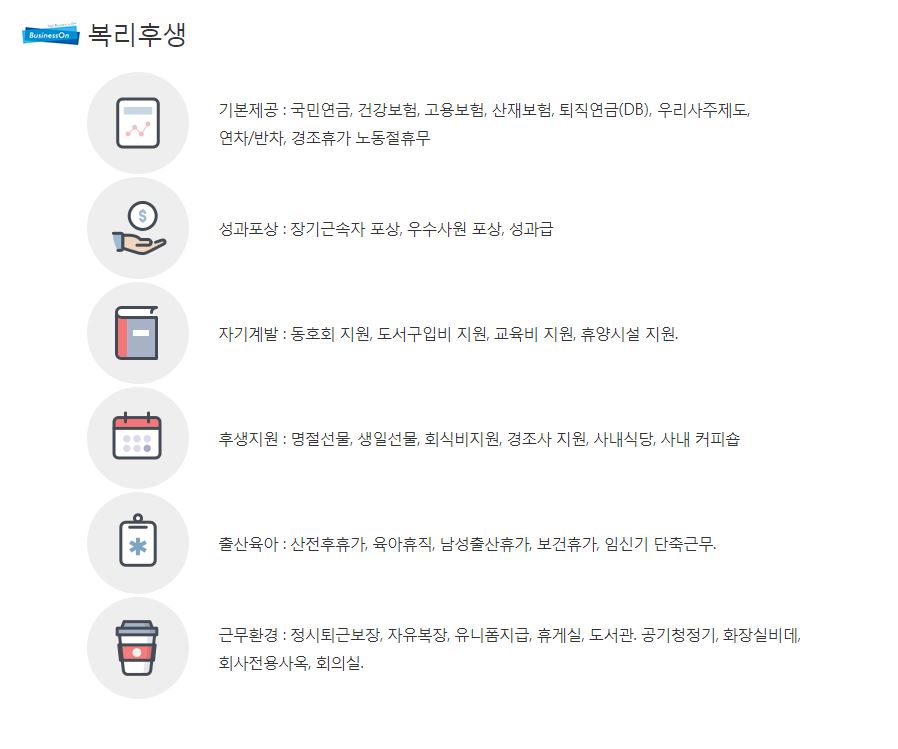 BusinessOn 복리후생
기본제공 : 국민연금, 건강보험, 고용보험, 산재보험, 퇴직연금(DB), 우리사주제도,
연차/반차, 경조휴가 노동절휴무
$
성과포상 : 장기근속자 포상, 우수사원 포상, 성과급
자기계발 : 동호회 지원, 도서구입비 지원, 교육비 지원, 휴양시설 지원.
후생지원 : 명절선물, 생일선물, 회식비지원, 경조사 지원, 사내식당, 사내 커피숍
출산육아 : 산전후휴가, 육아휴직, 남성출산휴가, 보건휴가, 임신기 단축근무.
근무환경 : 정시퇴근보장, 자유복장, 유니폼지급, 휴게실, 도서관. 공기청정기, 화장실비데,
회사전용사옥, 회의실.